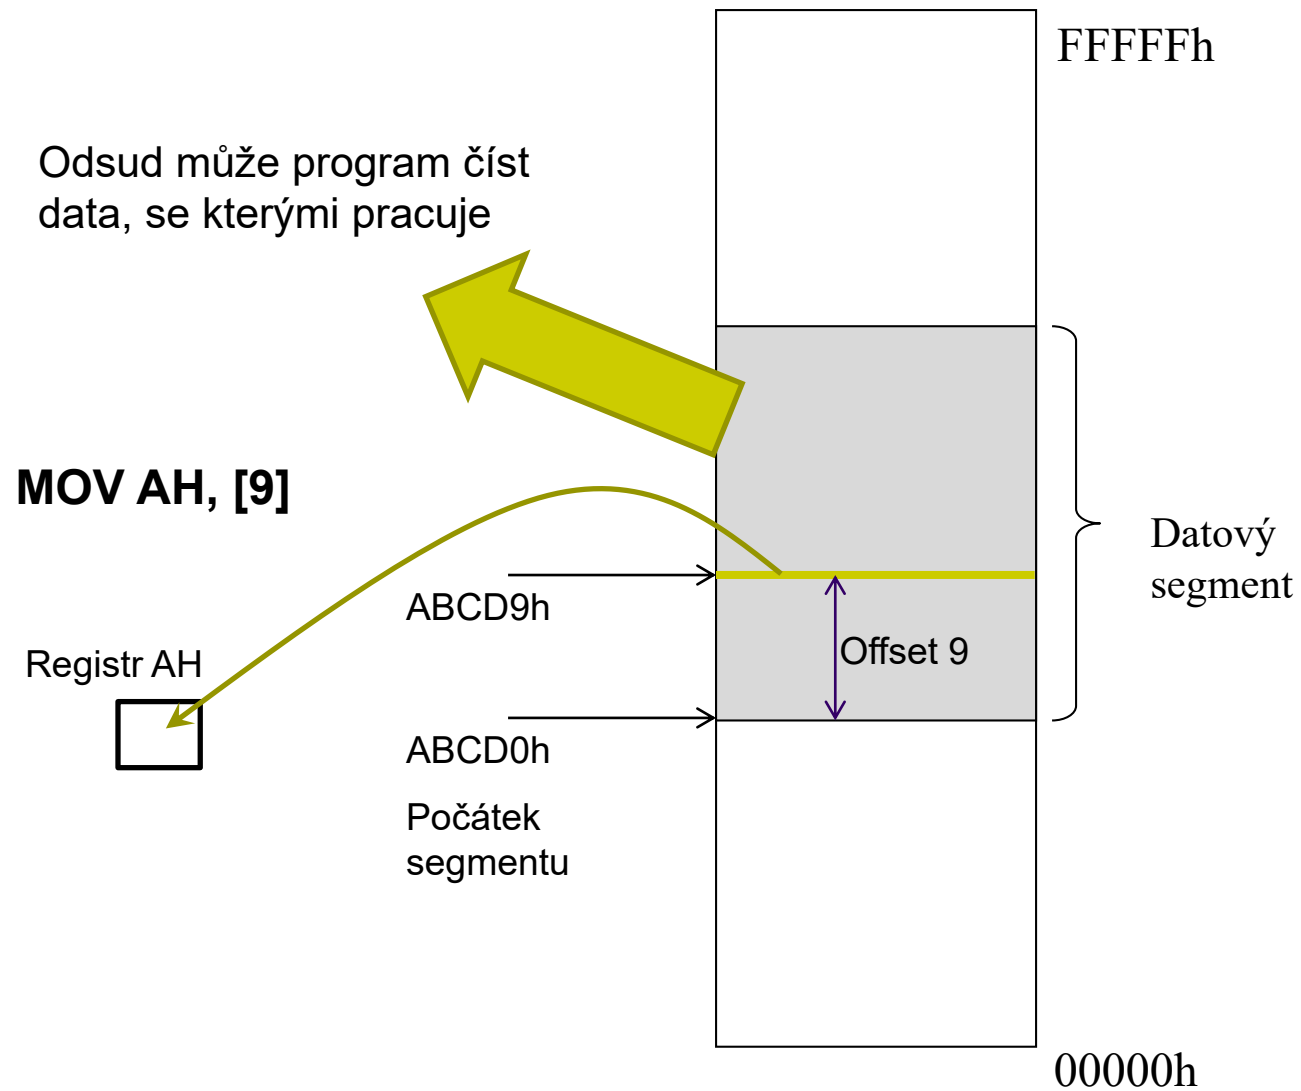 FFFFFh
Odsud může program číst
data, se kterými pracuje
MOV AH, [9]
Datový
segment
ABCD9h
Offset 9
Registr AH
ABCD0h
Počátek
segmentu
00000h